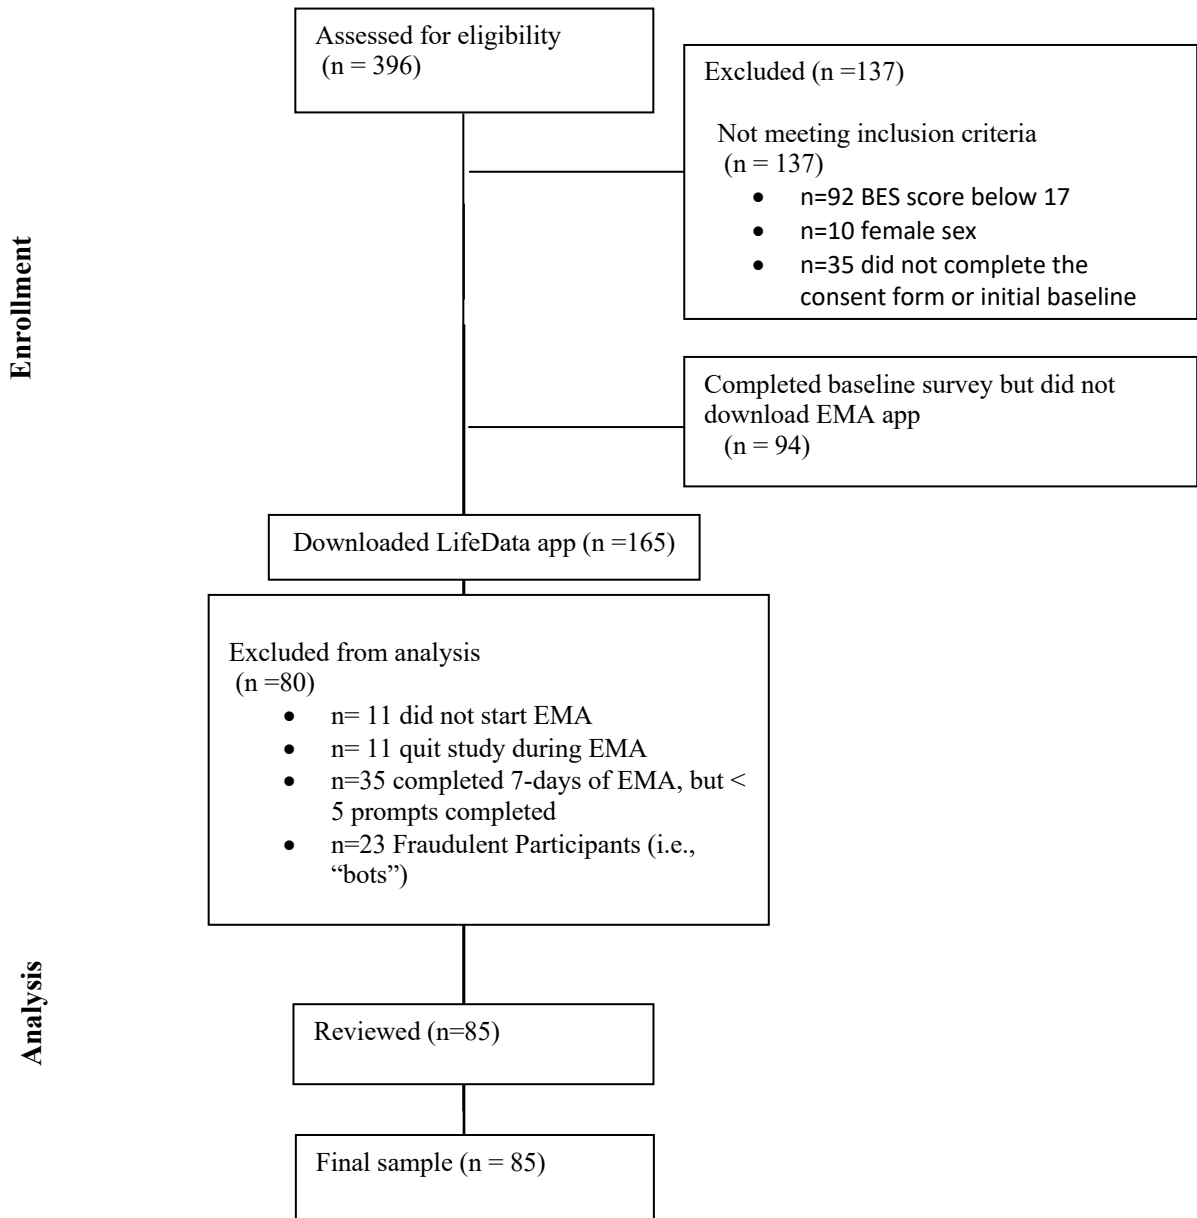 Assessed for eligibility
(n = 396)
Excluded (n =137)
Not meeting inclusion criteria
(n = 137)
• n=92 BES score below 17
• n=10 female sex
• n=35 did not complete the
consent form or initial baseline
Enrollment
Completed baseline survey but did not
download EMA app
(n = 94)
Downloaded LifeData app (n =165)
Excluded from analysis
(n =80)
• n= 11 did not start EMA
• n= 11 quit study during EMA
• n=35 completed 7-days of EMA, but <
5 prompts completed
• n=23 Fraudulent Participants (i.e.,
“bots”)
Analysis
Reviewed (n=85)
Final sample (n = 85)